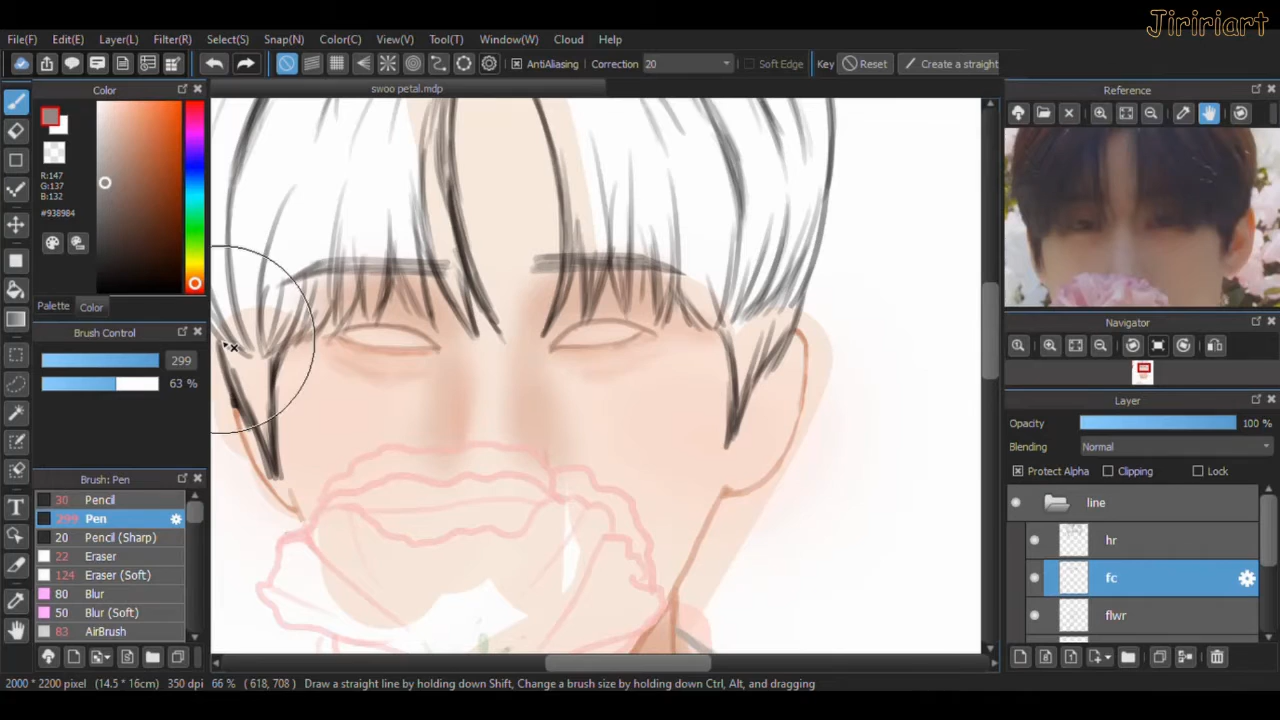 Jiririart
File(F) Edit(E) Layer(L) Filter(R) Select(S) Snap(N) Color(C) View(V) Tool(T) Window(W) Cloud Help
AntiAliasing Correction 20 Soft Edge Key Reset Create a straight
Color
swoo petal.mdp
Reference
R:147
G:137
B:132
#938984
Palette Color
Brush Control
299
63 %
Navigator
Layer
Opacity 100 %
Blending Normal
Protect Alpha Clipping Lock
line
hr
fc
flwr
Brush: Pen
30 Pencil
299 Pen
20 Pencil (Sharp)
22 Eraser
124 Eraser (Soft)
80 Blur
50 Blur (Soft)
83 AirBrush
2000 * 2200 pixel (14.5 * 16cm) 350 dpi 66 % ( 618, 708 ) Draw a straight line by holding down Shift, Change a brush size by holding down Ctrl, Alt, and dragging